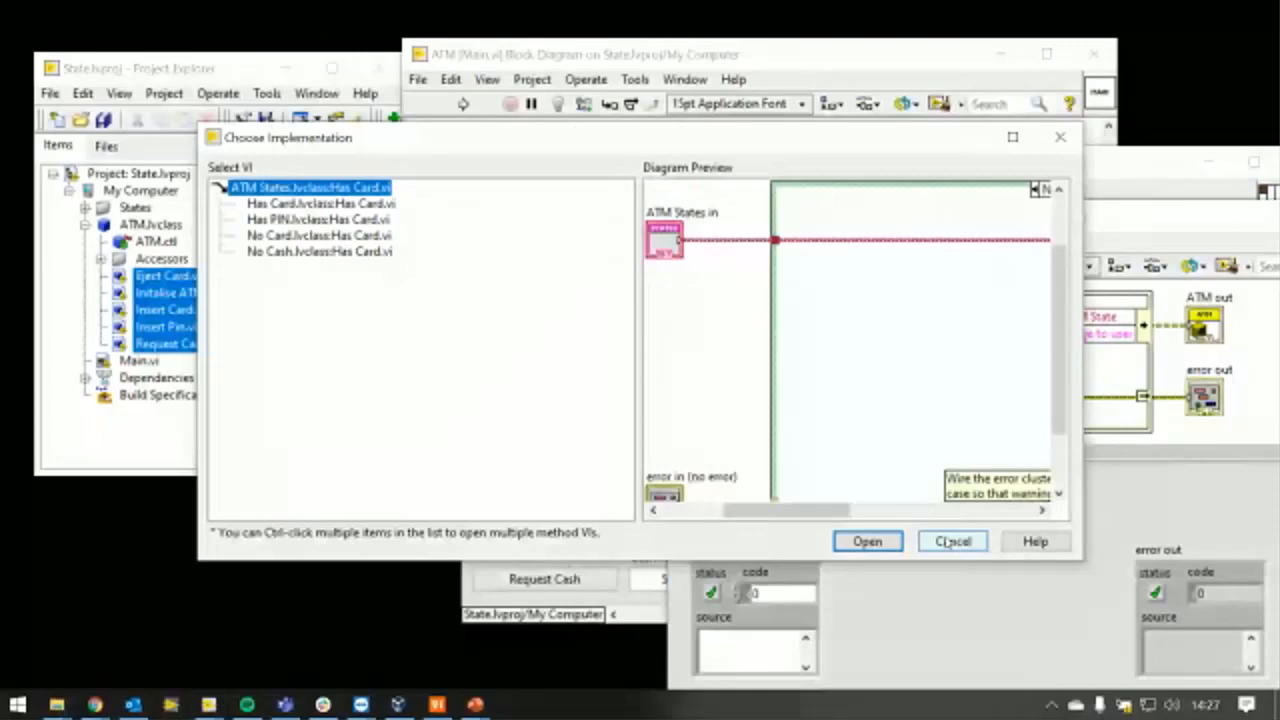 State.lvproj - Project Explorer
File Edit View Project Operate Tools Window Help
Items Files
Project: State.lvproj
My Computer
States
ATM.lvclass
ATM.ctl
Accessors
Eject Card.v
Initialise ATM
Insert Card.
Insert Pin.vi
Request Ca
Main.vi
Dependencies
Build Specifica
ATM [Main.vi] Block Diagram on State.lvproj/My Computer
File Edit View Project Operate Tools Window Help
15pt Application Font
Search
Choose Implementation
Select VI
ATM States.lvclass:Has Card.vi
Has Card.lvclass:Has Card.vi
Has PIN.lvclass:Has Card.vi
No Card.lvclass:Has Card.vi
No Cash.lvclass:Has Card.vi
Diagram Preview
N
ATM States in
error in (no error)
Wire the error cluste
case so that warning
* You can Ctrl-click multiple items in the list to open multiple method VIs.
Open Cancel Help
Sear
State
e to user
ATM out
ATM
error out
Request Cash
S
State.lvproj/My Computer
status code
0
source
error out
status code
0
source
14:27